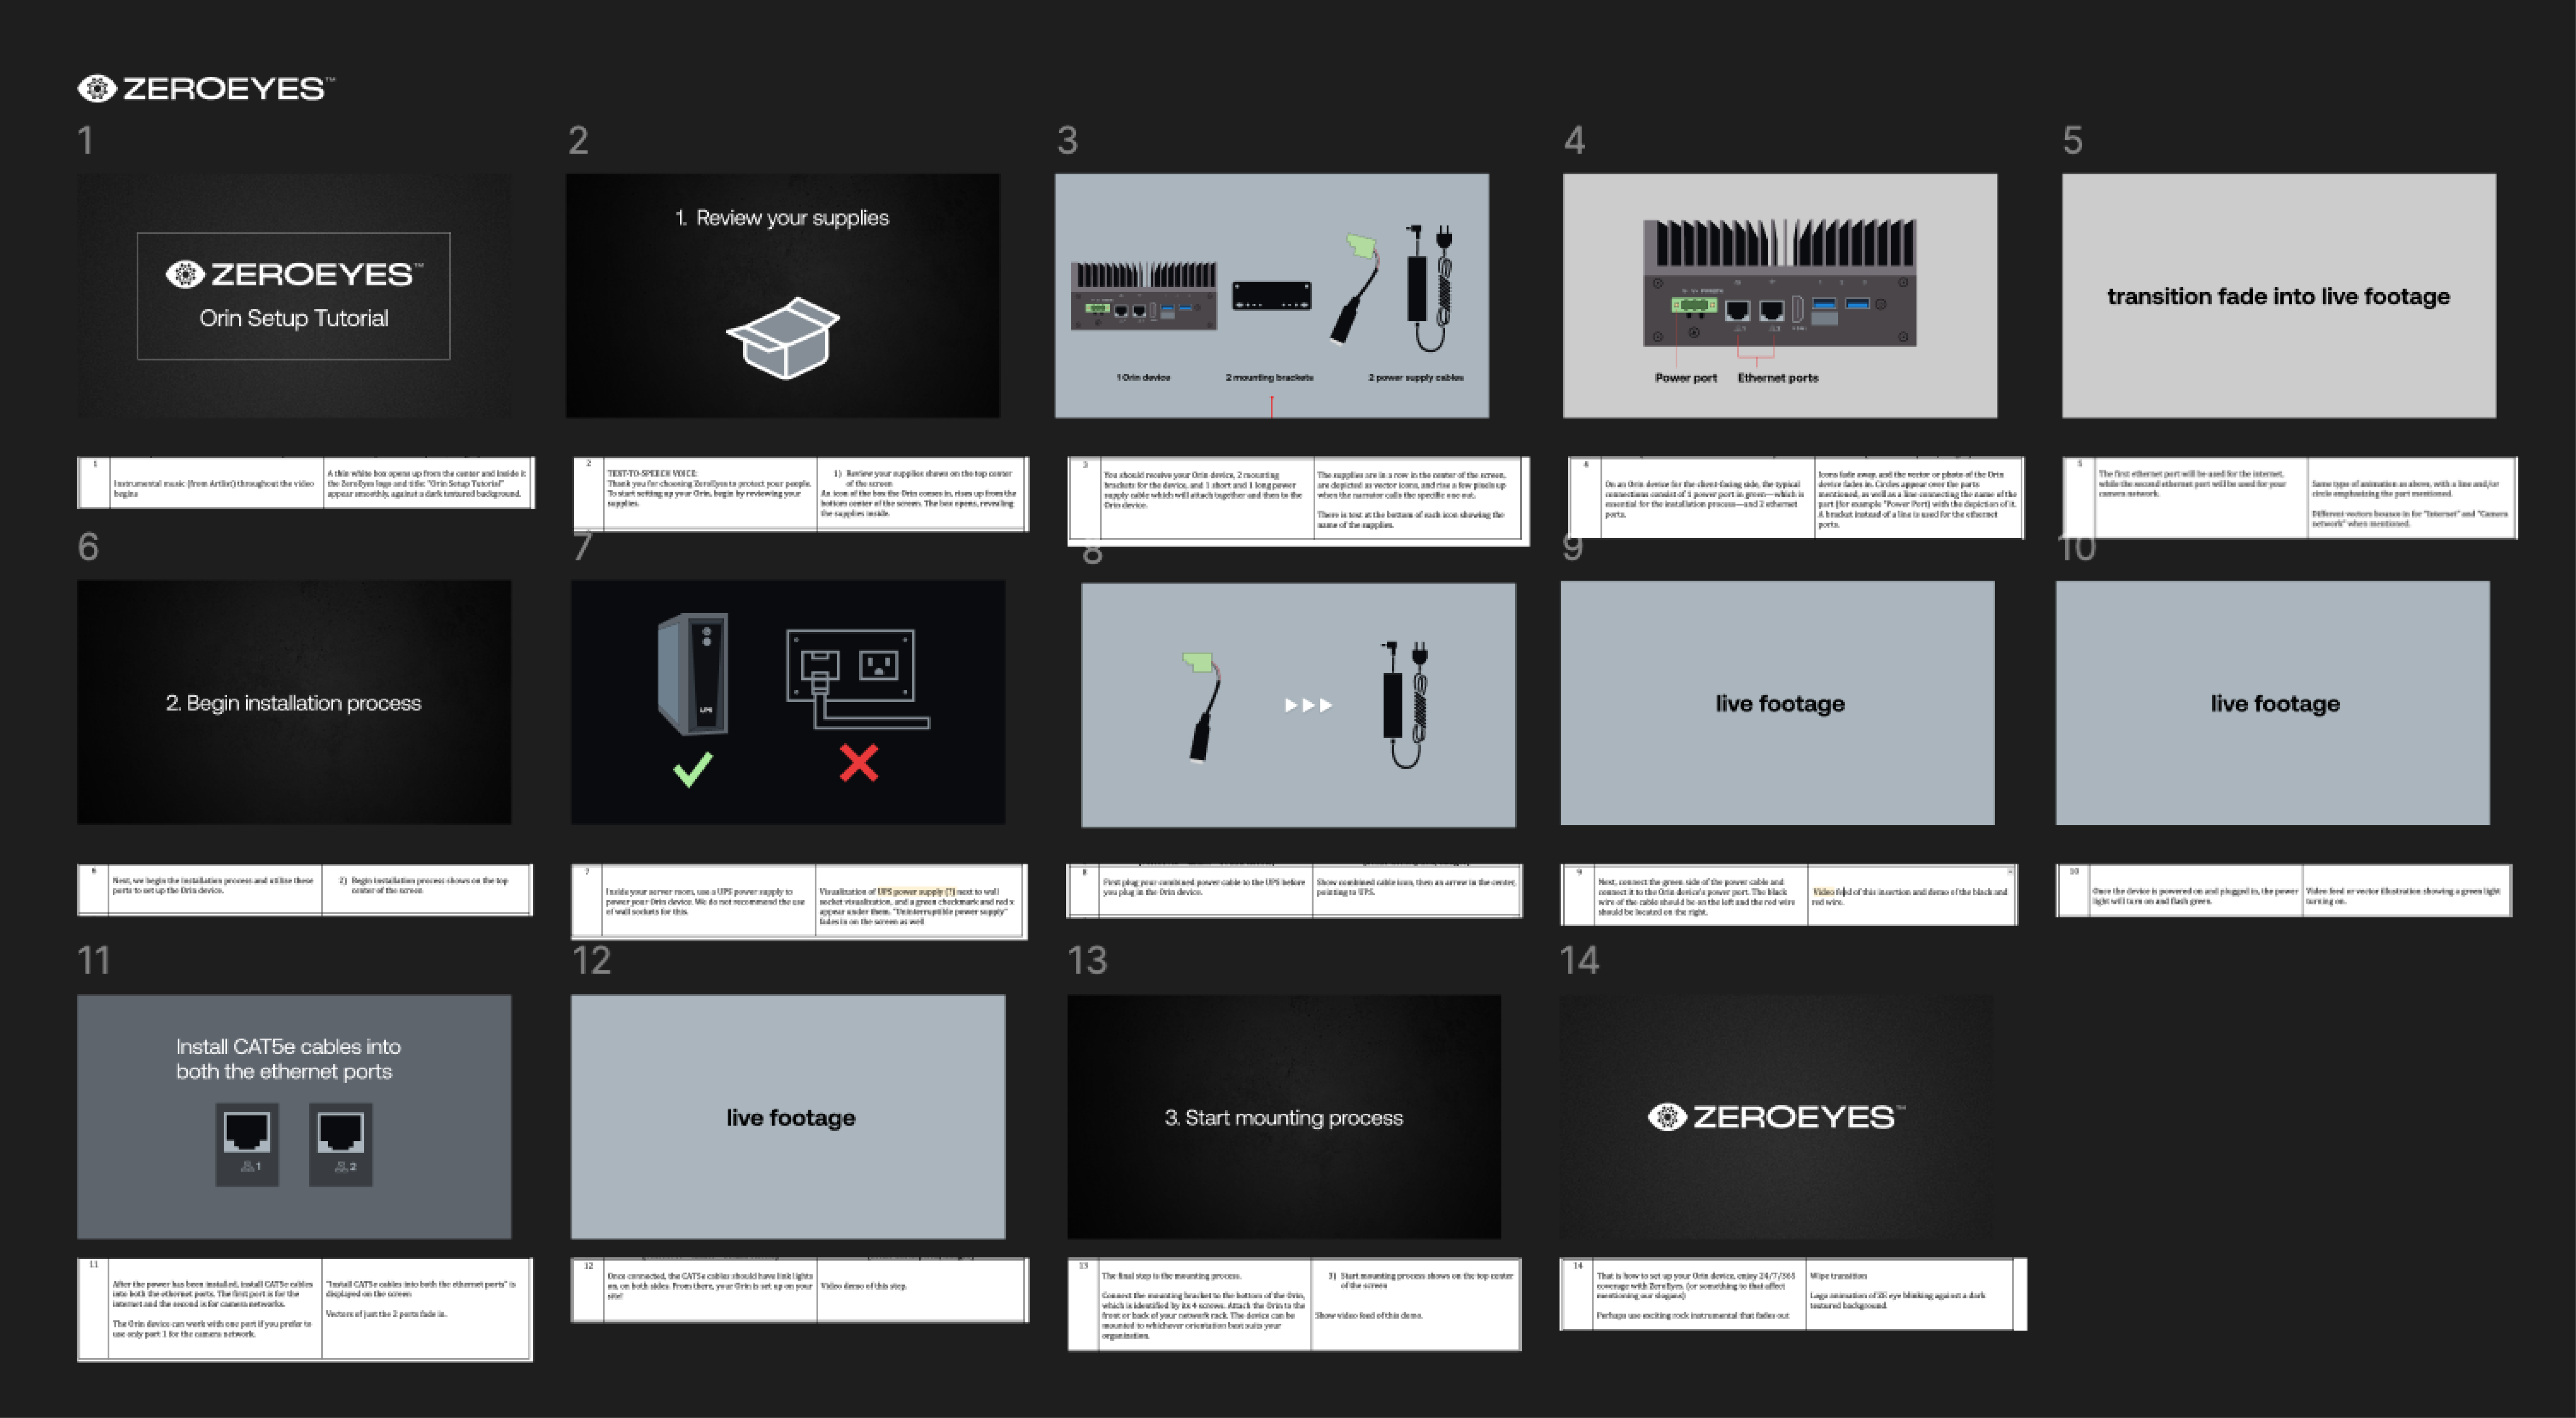 ZEROEYES™
1
2
3
4
5
ZEROEYES™
Orin Setup Tutorial
1. Review your supplies
1 Orin device
2 mounting brackets
2 power supply cables
Power port
Ethernet ports
transition fade into live footage
1
Instrumental music (from Artlist) throughout the video
begins
A thin white box opens up from the center and inside it
the ZeroEyes logo and title: "Orin Setup Tutorial"
appear smoothly, against a dark textured background.
2
TEXT-TO-SPEECH VOICE:
Thank you for choosing ZeroEyes to protect your people.
To start setting up your Orin, begin by reviewing your
supplies.
1) Review your supplies shows on the top center
of the screen
An icon of the box the Orin comes in, rises up from the
bottom center of the screen. The box opens, revealing
the supplies inside.
3
You should receive your Orin device, 2 mounting
brackets for the device, and 1 short and 1 long power
supply cable which will attach together and then to the
Orin device.
The supplies are in a row in the center of the screen,
are depicted as vector icons, and rise a few pixels up
when the narrator calls the specific one out.
There is text at the bottom of each icon showing the
name of the supplies.
4
On an Orin device for the client-facing side, the typical
connections consist of 1 power port in green—which is
essential for the installation process—and 2 ethernet
ports.
Icons fade away, and the vector or photo of the Orin
device fades in. Circles appear over the parts
mentioned, as well as a line connecting the name of the
part (for example "Power Port) with the depiction of it.
A bracket instead of a line is used for the ethernet
ports.
5
The first ethernet port will be used for the internet,
while the second ethernet port will be used for your
camera network.
Same type of animation as above, with a line and/or
circle emphasizing the part mentioned.
Different vectors bounce in for "Internet" and "Camera
network" when mentioned.
6
7
8
9
10
2. Begin installation process
UPS
live footage
live footage
6
Next, we begin the installation process and utilize these
ports to set up the Orin device.
2) Begin installation process shows on the top
center of the screen
7
Inside your server room, use a UPS power supply to
power your Orin device. We do not recommend the use
of wall sockets for this.
Visualization of UPS power supply (?) next to wall
socket visualization, and a green checkmark and red x
appear under them. "Uninterruptible power supply"
fades in on the screen as well
8
First plug your combined power cable to the UPS before
you plug in the Orin device.
Show combined cable icon, then an arrow in the center,
pointing to UPS.
9
Next, connect the green side of the power cable and
connect it to the Orin device's power port. The black
wire of the cable should be on the left and the red wire
should be located on the right.
Video feed of this insertion and demo of the black and
red wire.
10
Once the device is powered on and plugged in, the power
light will turn on and flash green.
Video feed or vector illustration showing a green light
turning on.
11
12
13
14
Install CAT5e cables into
both the ethernet ports
1
2
live footage
3. Start mounting process
ZEROEYES™
11
After the power has been installed, install CAT5e cables
into both the ethernet ports. The first port is for the
internet and the second is for camera networks.
The Orin device can work with one port if you prefer to
use only port 1 for the camera network.
"Install CAT5e cables into both the ethernet ports" is
displayed on the screen
Vectors of just the 2 ports fade in.
12
Once connected, the CAT5e cables should have link lights
on, on both sides. From there, your Orin is set up on your
site!
Video demo of this step.
13
The final step is the mounting process.
Connect the mounting bracket to the bottom of the Orin,
which is identified by its 4 screws. Attach the Orin to the
front or back of your network rack. The device can be
mounted to whichever orientation best suits your
organization.
3) Start mounting process shows on the top center
of the screen
Show video feed of this demo.
14
That is how to set up your Orin device, enjoy 24/7/365
coverage with ZeroEyes. (or something to that affect
mentioning our slogans)
Perhaps use exciting rock instrumental that fades out
Wipe transition
Logo animation of ZE eye blinking against a dark
textured background.